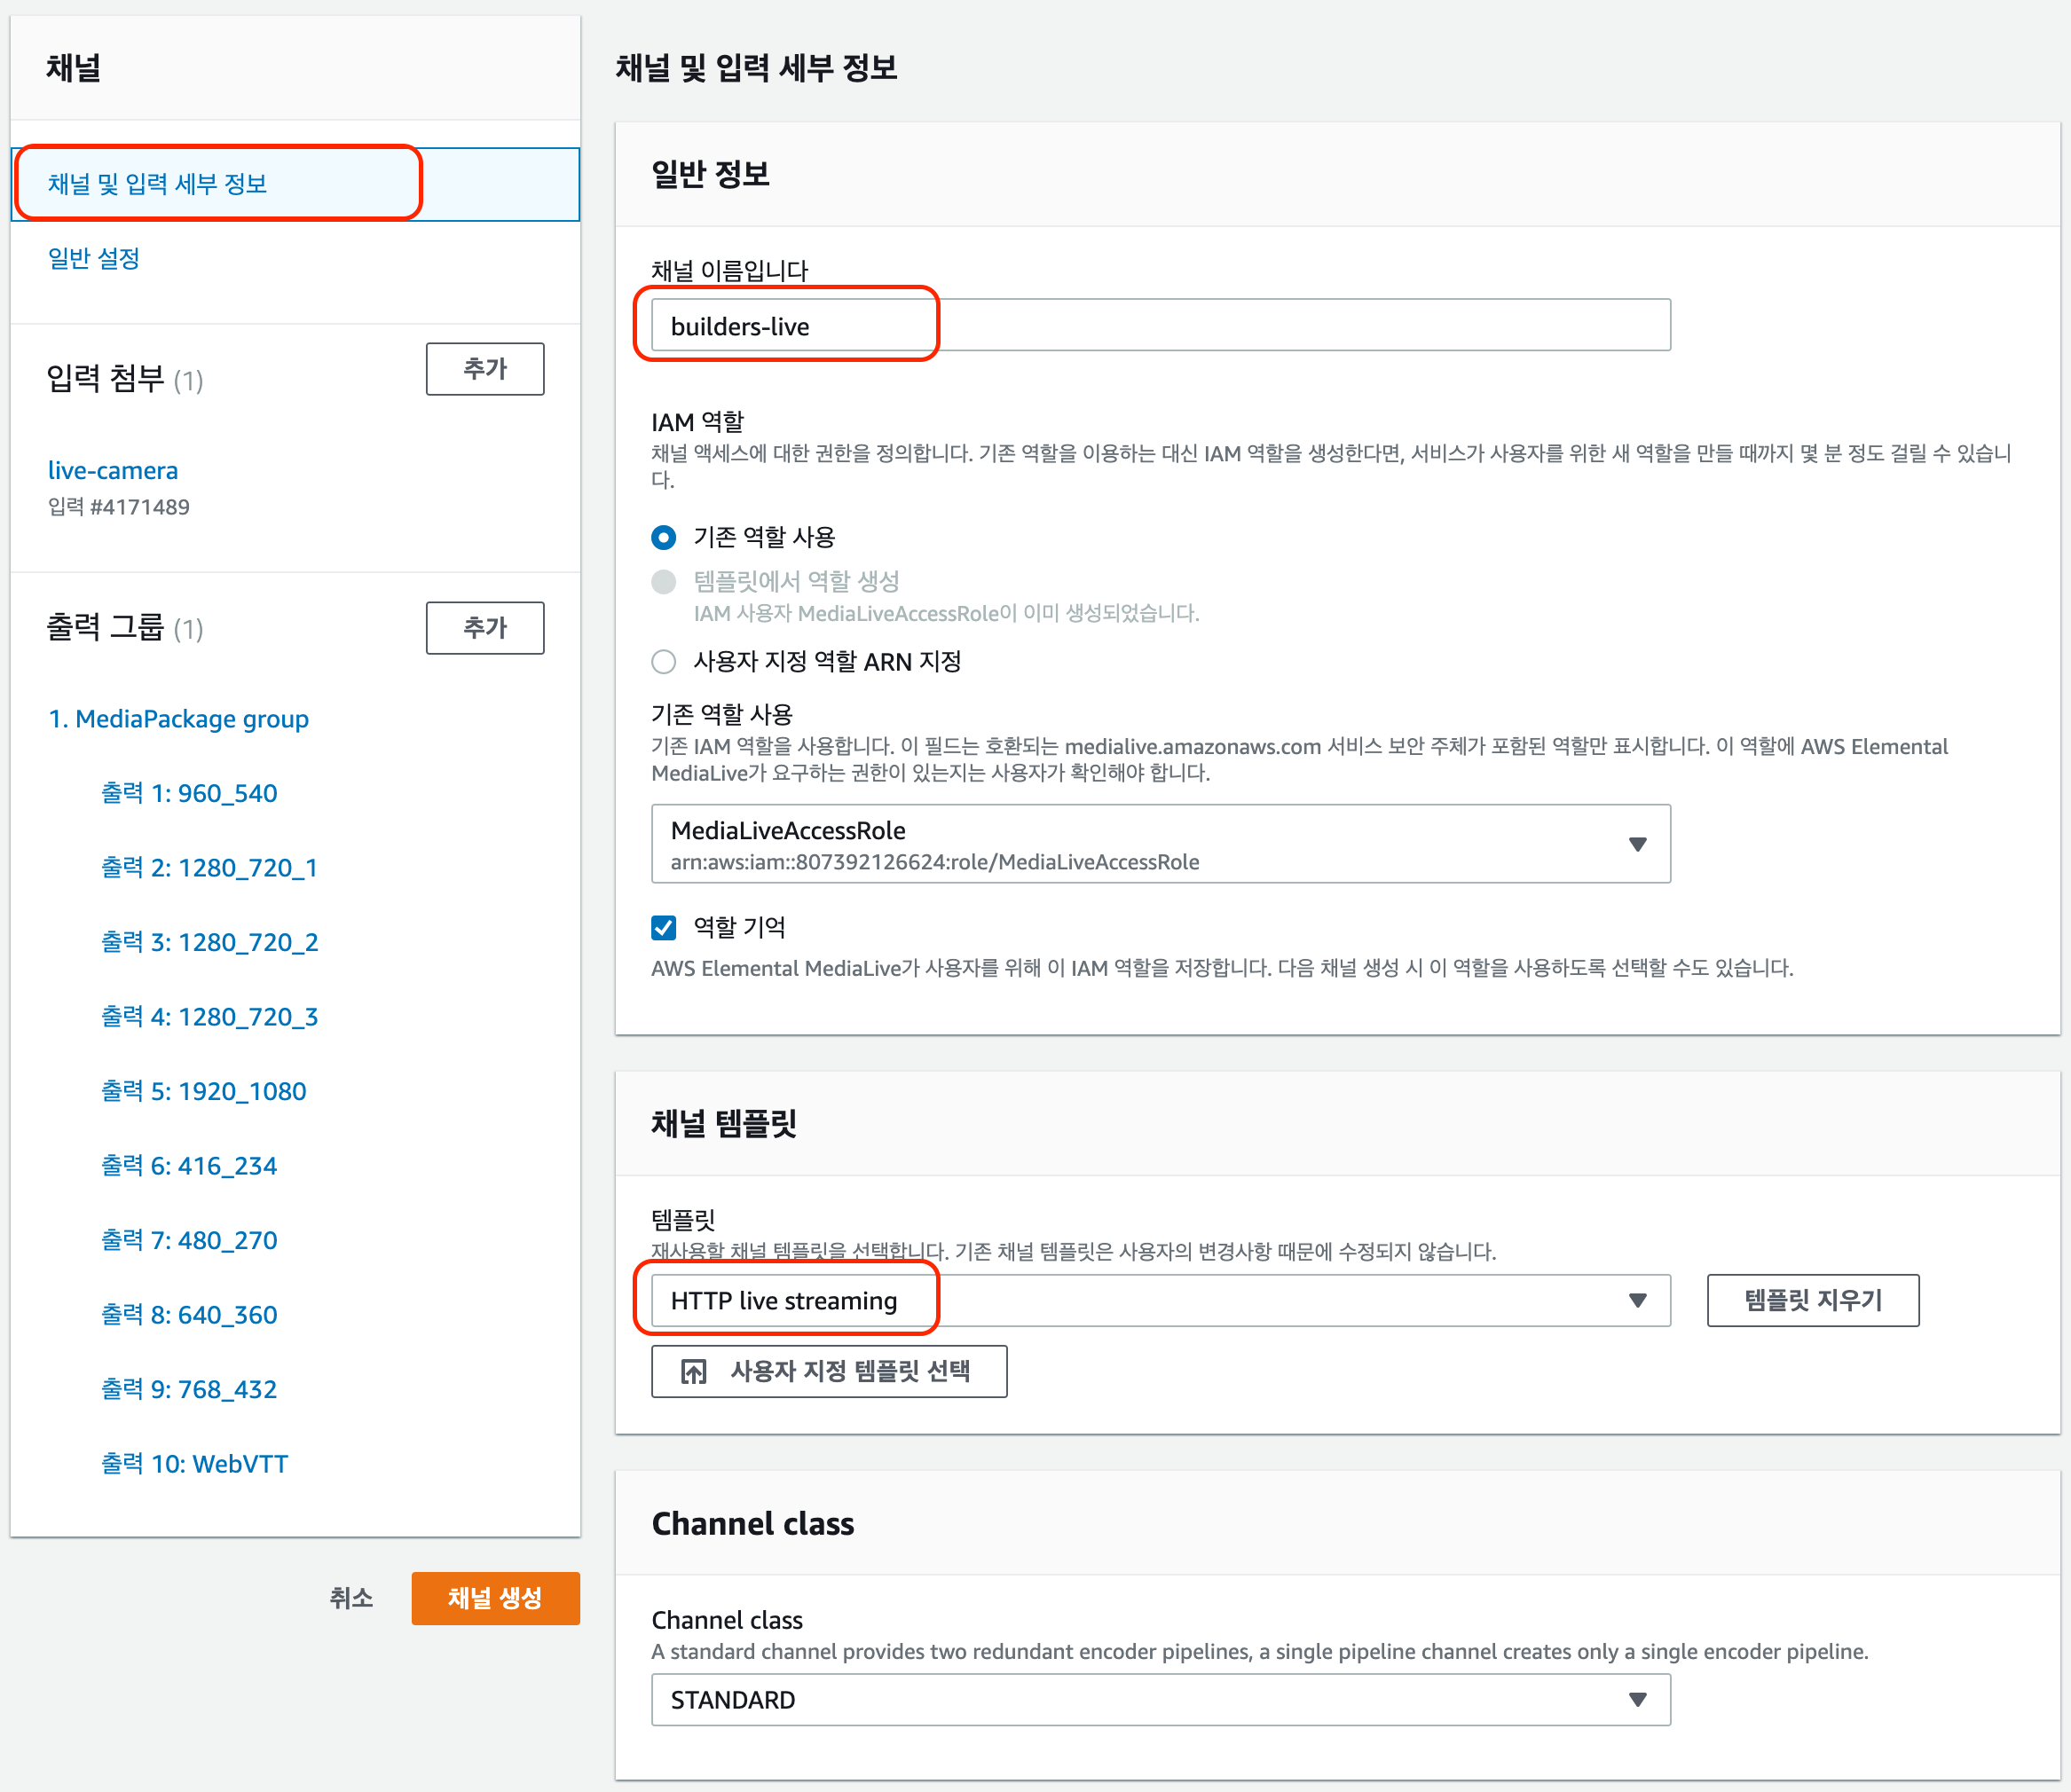 채널
채널 및 입력 세부 정보
일반 설정
입력 첨부 (1)
추가
live-camera
입력 #4171489
출력 그룹 (1)
추가
1. MediaPackage group
출력 1: 960_540
출력 2: 1280_720_1
출력 3: 1280_720_2
출력 4: 1280_720_3
출력 5: 1920_1080
출력 6: 416_234
출력 7: 480_270
출력 8: 640_360
출력 9: 768_432
출력 10: WebVTT
취소
채널 생성
채널 및 입력 세부 정보
일반 정보
채널 이름입니다
builders-live
IAM 역할
채널 액세스에 대한 권한을 정의합니다. 기존 역할을 이용하는 대신 IAM 역할을 생성한다면, 서비스가 사용자를 위한 새 역할을 만들 때까지 몇 분 정도 걸릴 수 있습니
다.
기존 역할 사용
템플릿에서 역할 생성
IAM 사용자 MediaLiveAccessRole이 이미 생성되었습니다.
사용자 지정 역할 ARN 지정
기존 역할 사용
기존 IAM 역할을 사용합니다. 이 필드는 호환되는 medialive.amazonaws.com 서비스 보안 주체가 포함된 역할만 표시합니다. 이 역할에 AWS Elemental
MediaLive가 요구하는 권한이 있는지는 사용자가 확인해야 합니다.
MediaLiveAccessRole
arn:aws:iam::807392126624:role/MediaLiveAccessRole
역할 기억
AWS Elemental MediaLive가 사용자를 위해 이 IAM 역할을 저장합니다. 다음 채널 생성 시 이 역할을 사용하도록 선택할 수도 있습니다.
채널 템플릿
템플릿
재사용할 채널 템플릿을 선택합니다. 기존 채널 템플릿은 사용자의 변경사항 때문에 수정되지 않습니다.
HTTP live streaming
템플릿 지우기
사용자 지정 템플릿 선택
Channel class
Channel class
A standard channel provides two redundant encoder pipelines, a single pipeline channel creates only a single encoder pipeline.
STANDARD